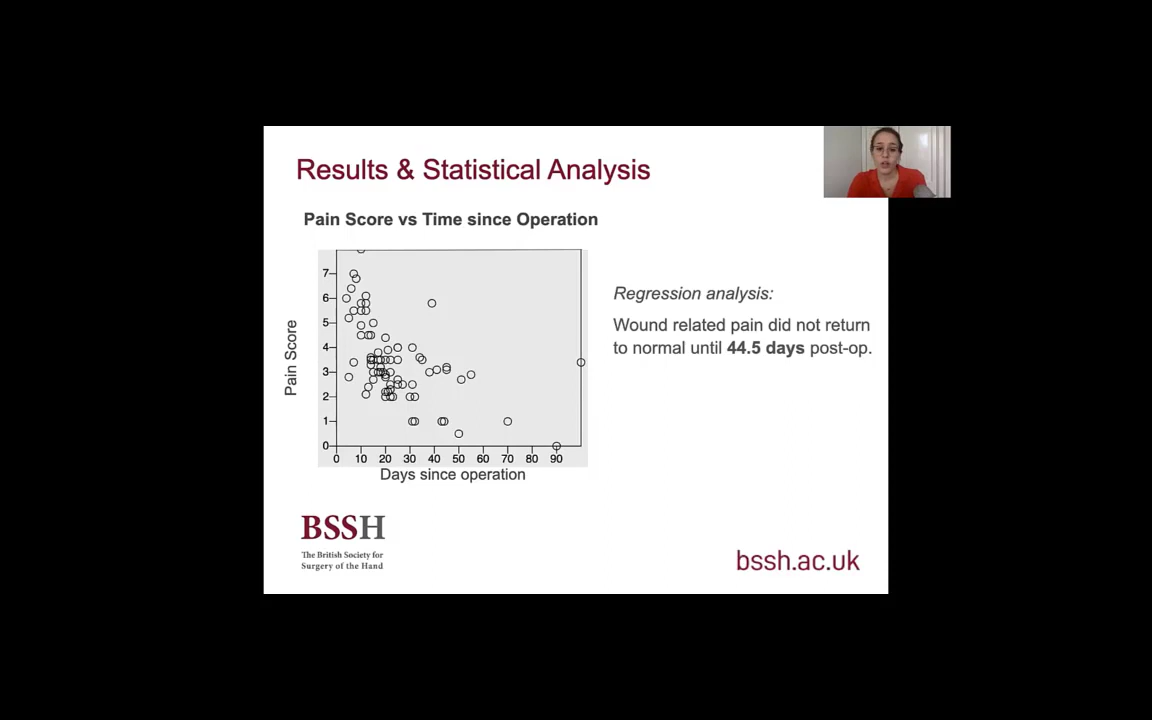 Results & Statistical Analysis
Pain Score vs Time since Operation
Pain Score
7
6
5
4
3
2
1
0
0 10 20 30 40 50 60 70 80 90
Days since operation
Regression analysis:
Wound related pain did not return
to normal until 44.5 days post-op.
BSSH
The British Society for
Surgery of the Hand
bssh.ac.uk